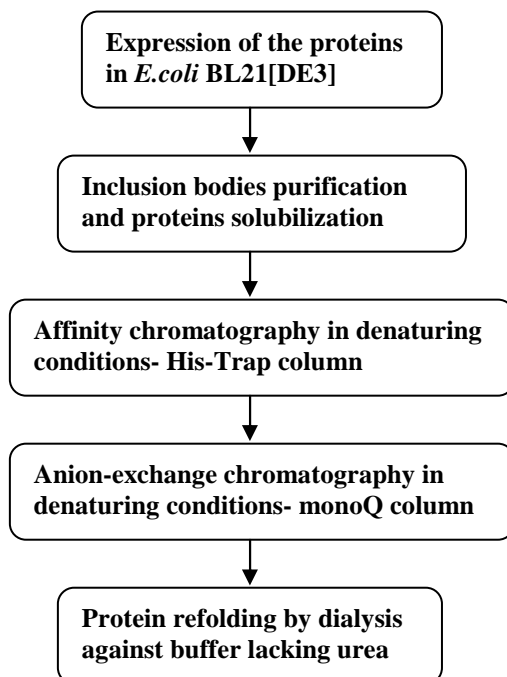 Expression of the proteins
in E.coli BL21[DE3]
Inclusion bodies purification
and proteins solubilization
Affinity chromatography in denaturing
conditions- His-Trap column
Anion-exchange chromatography in
denaturing conditions- monoQ column
Protein refolding by dialysis
against buffer lacking urea